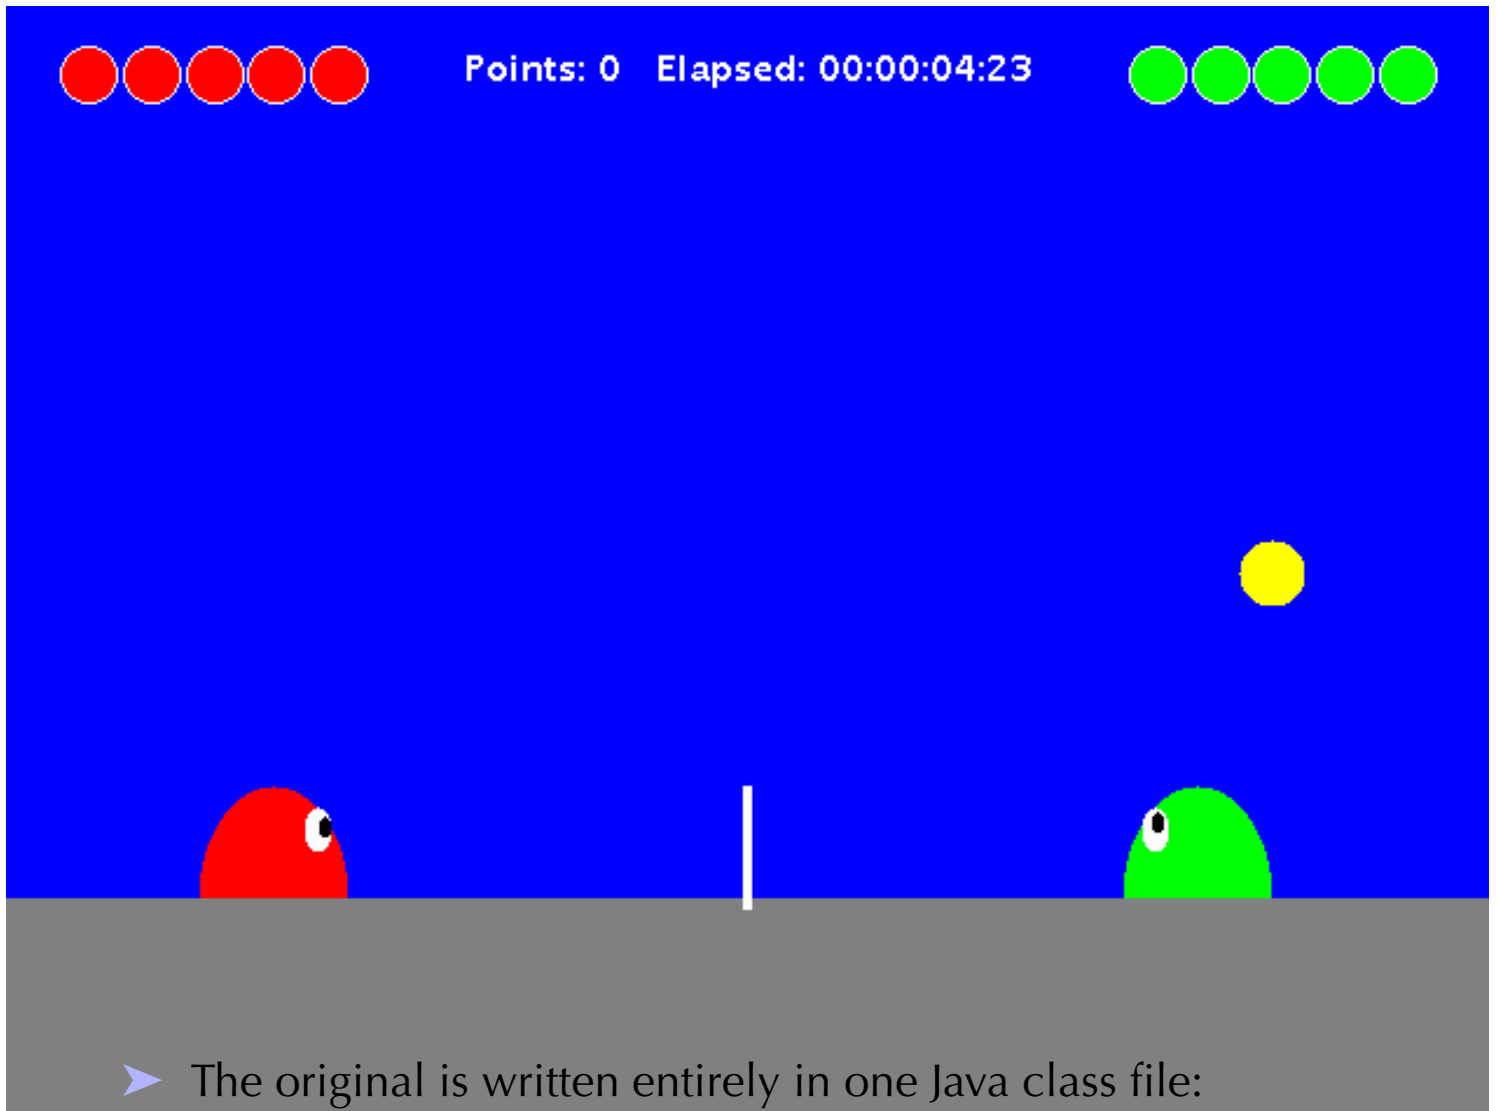 Points: 0 Elapsed: 00:00:04:23
➤ The original is written entirely in one Java class file: